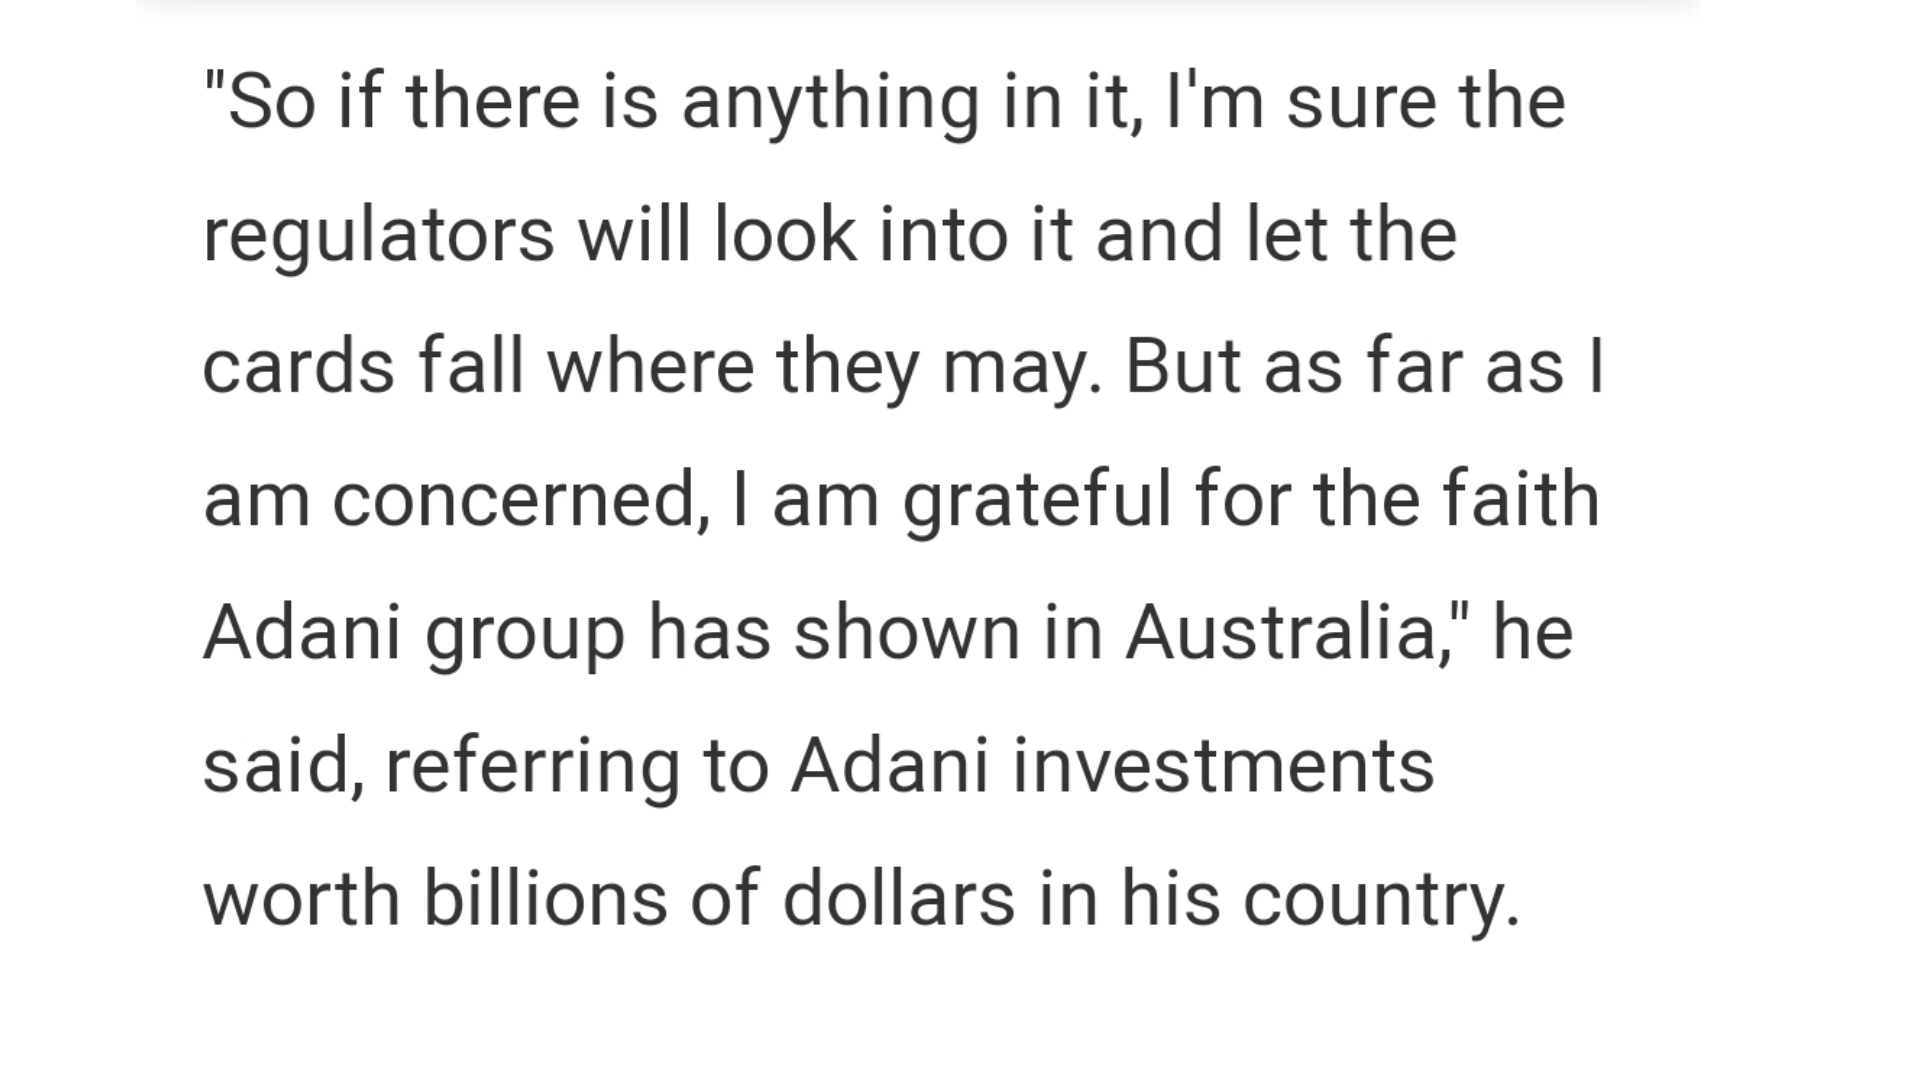 "So if there is anything in it, I'm sure the
regulators will look into it and let the
cards fall where they may. But as far as I
am concerned, I am grateful for the faith
Adani group has shown in Australia," he
said, referring to Adani investments
worth billions of dollars in his country.